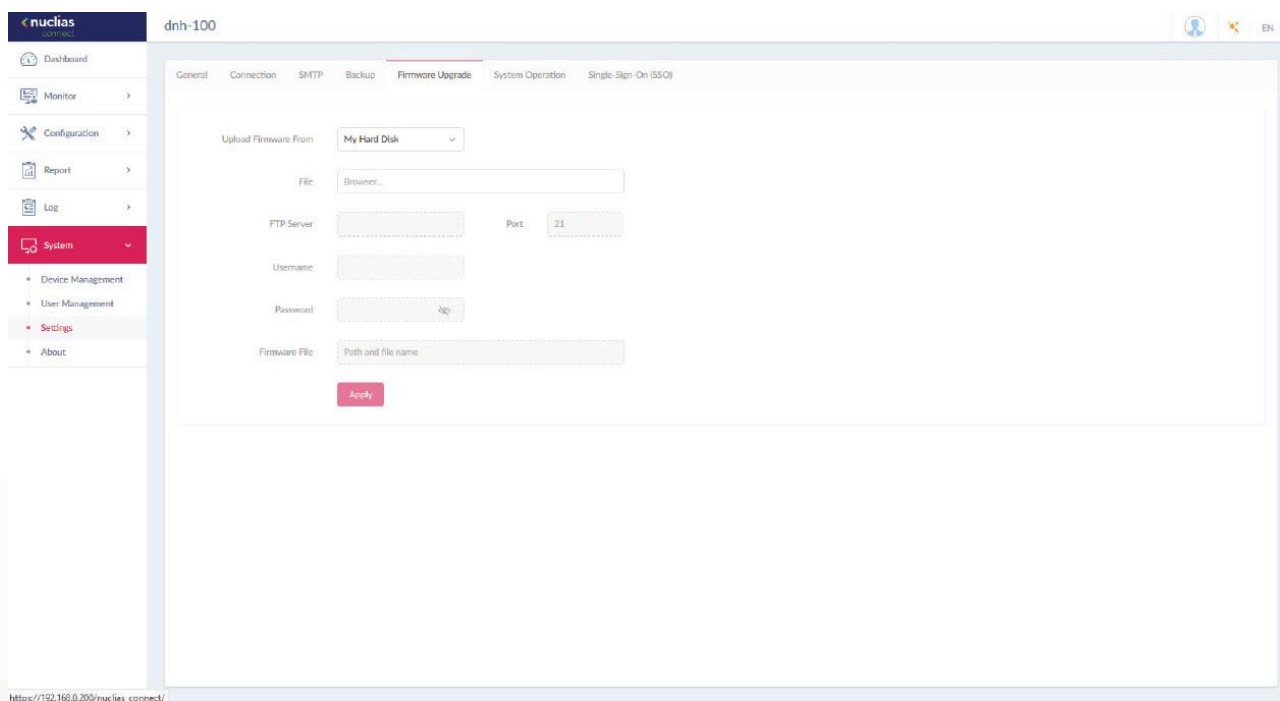 nuclias
connect
dnh-100
EN
Dashboard
Monitor
Configuration
Report
Log
System
Device Management
User Management
Settings
About
General Connection SMTP Backup Firmware Upgrade System Operation Single-Sign-On (SSO)
Upload Firmware From My Hard Disk
File Browser...
FTP Server Port 21
Username
Password
Firmware File Path and file name
Apply
https://192.168.0.200/nuclias_connect/